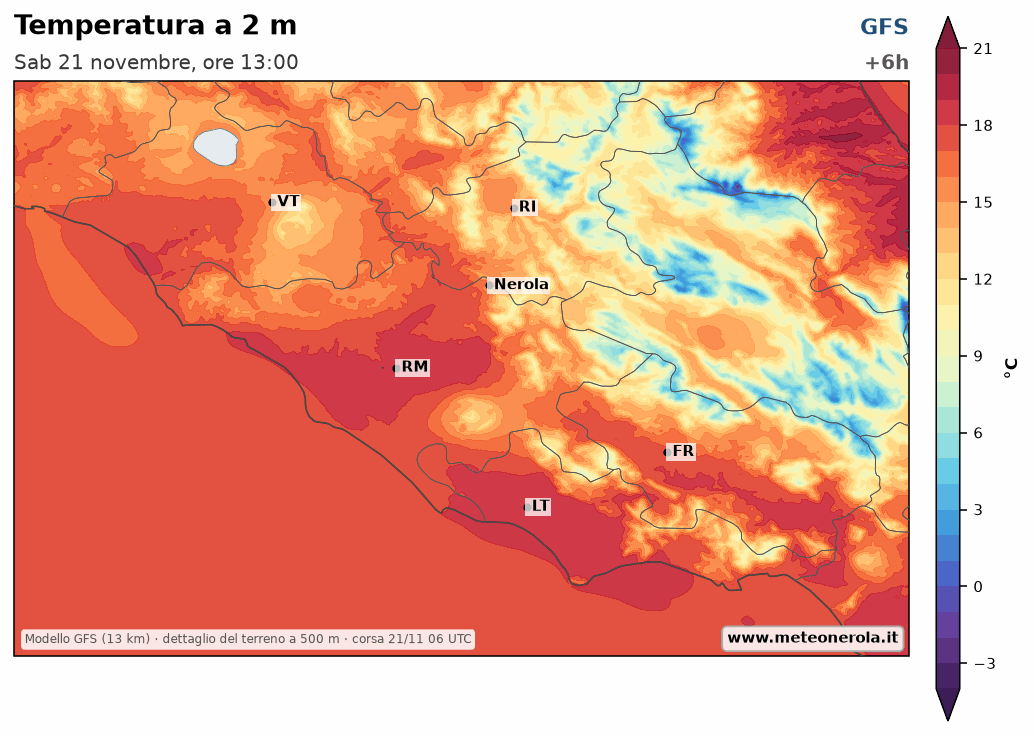 Temperatura a 2 m
GFS
Sab 21 novembre, ore 13:00
+6h
VT
RI
Nerola
RM
FR
LT
Modello GFS (13 km) · dettaglio del terreno a 500 m · corsa 21/11 06 UTC
www.meteonerola.it
21
18
15
12
9
6
3
0
−3
°C